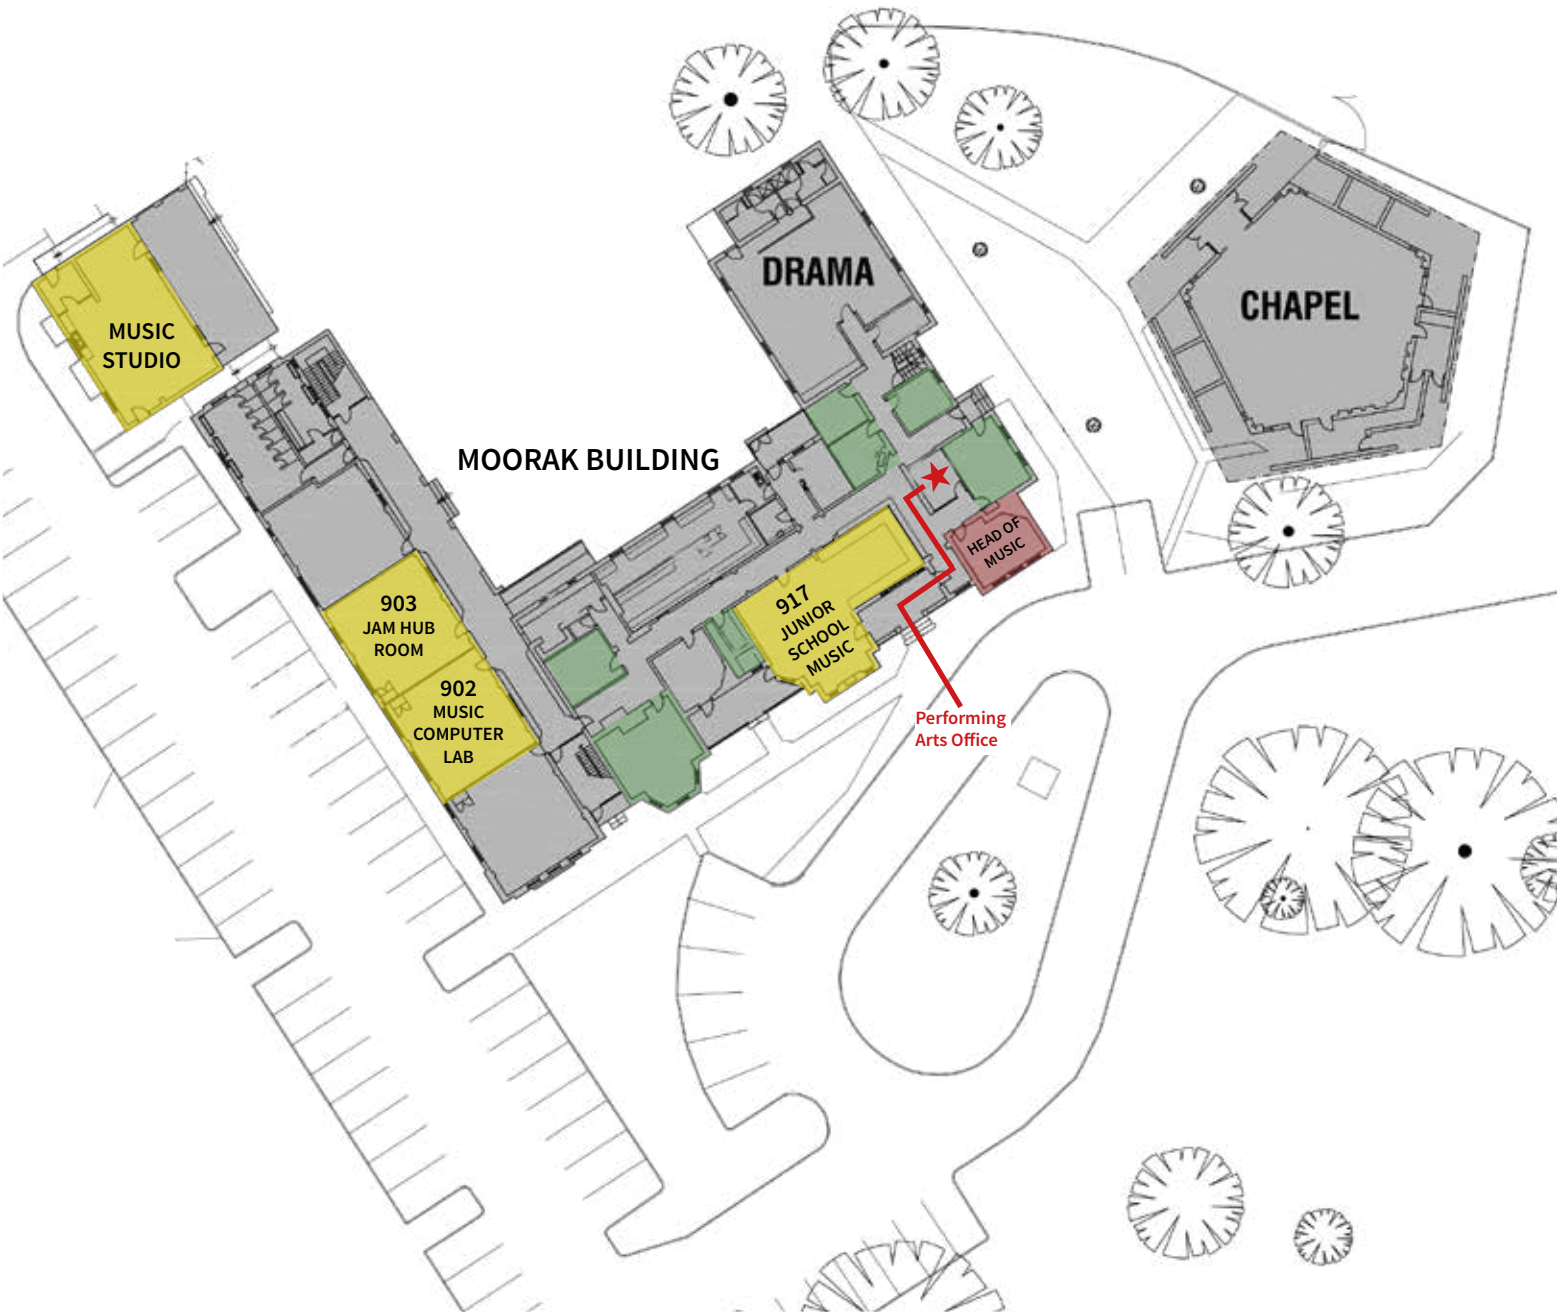 DRAMA
CHAPEL
MUSIC
STUDIO
MOORAK BUILDING
HEAD OF
MUSIC
903
JAM HUB
ROOM
917
JUNIOR
SCHOOL
MUSIC
902
MUSIC
COMPUTER
LAB
Performing
Arts Office